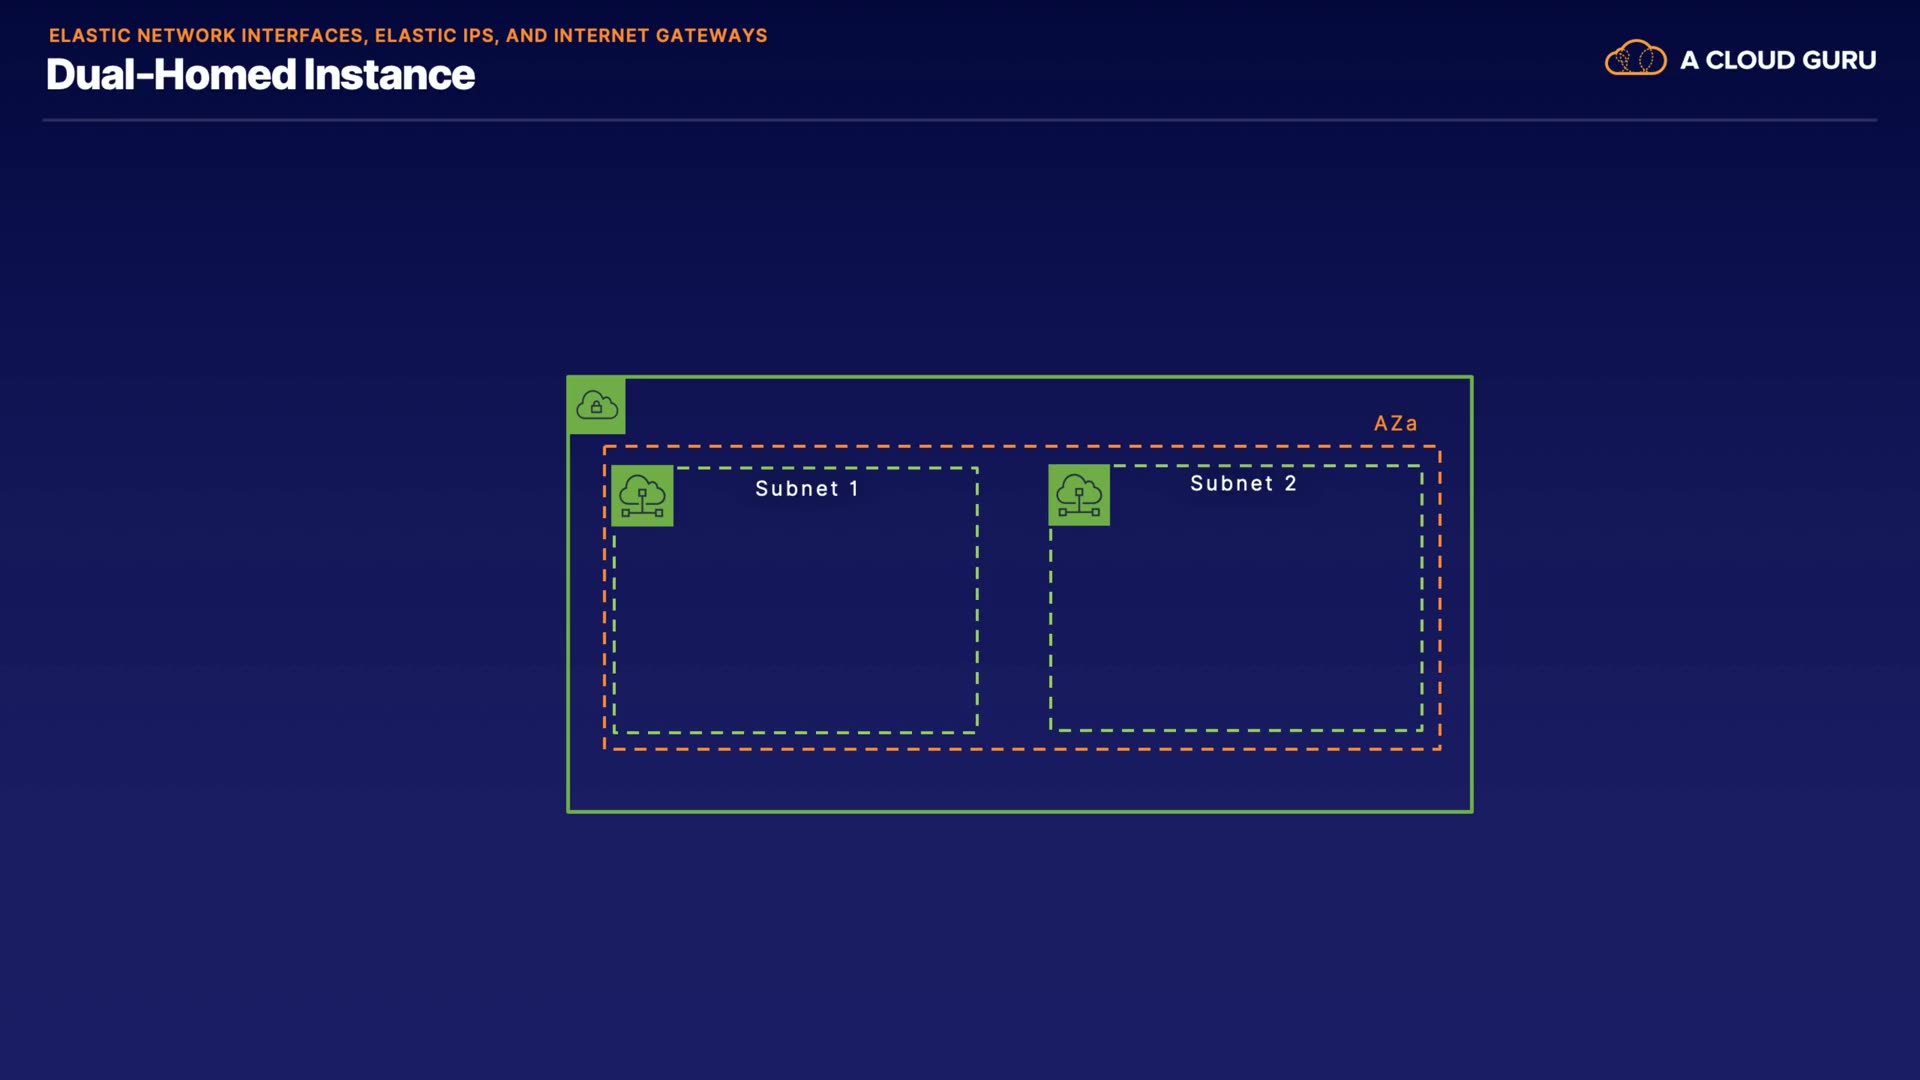 ELASTIC NETWORK INTERFACES, ELASTIC IPS, AND INTERNET GATEWAYS
Dual-Homed Instance
A CLOUD GURU
AZa
Subnet 1
Subnet 2